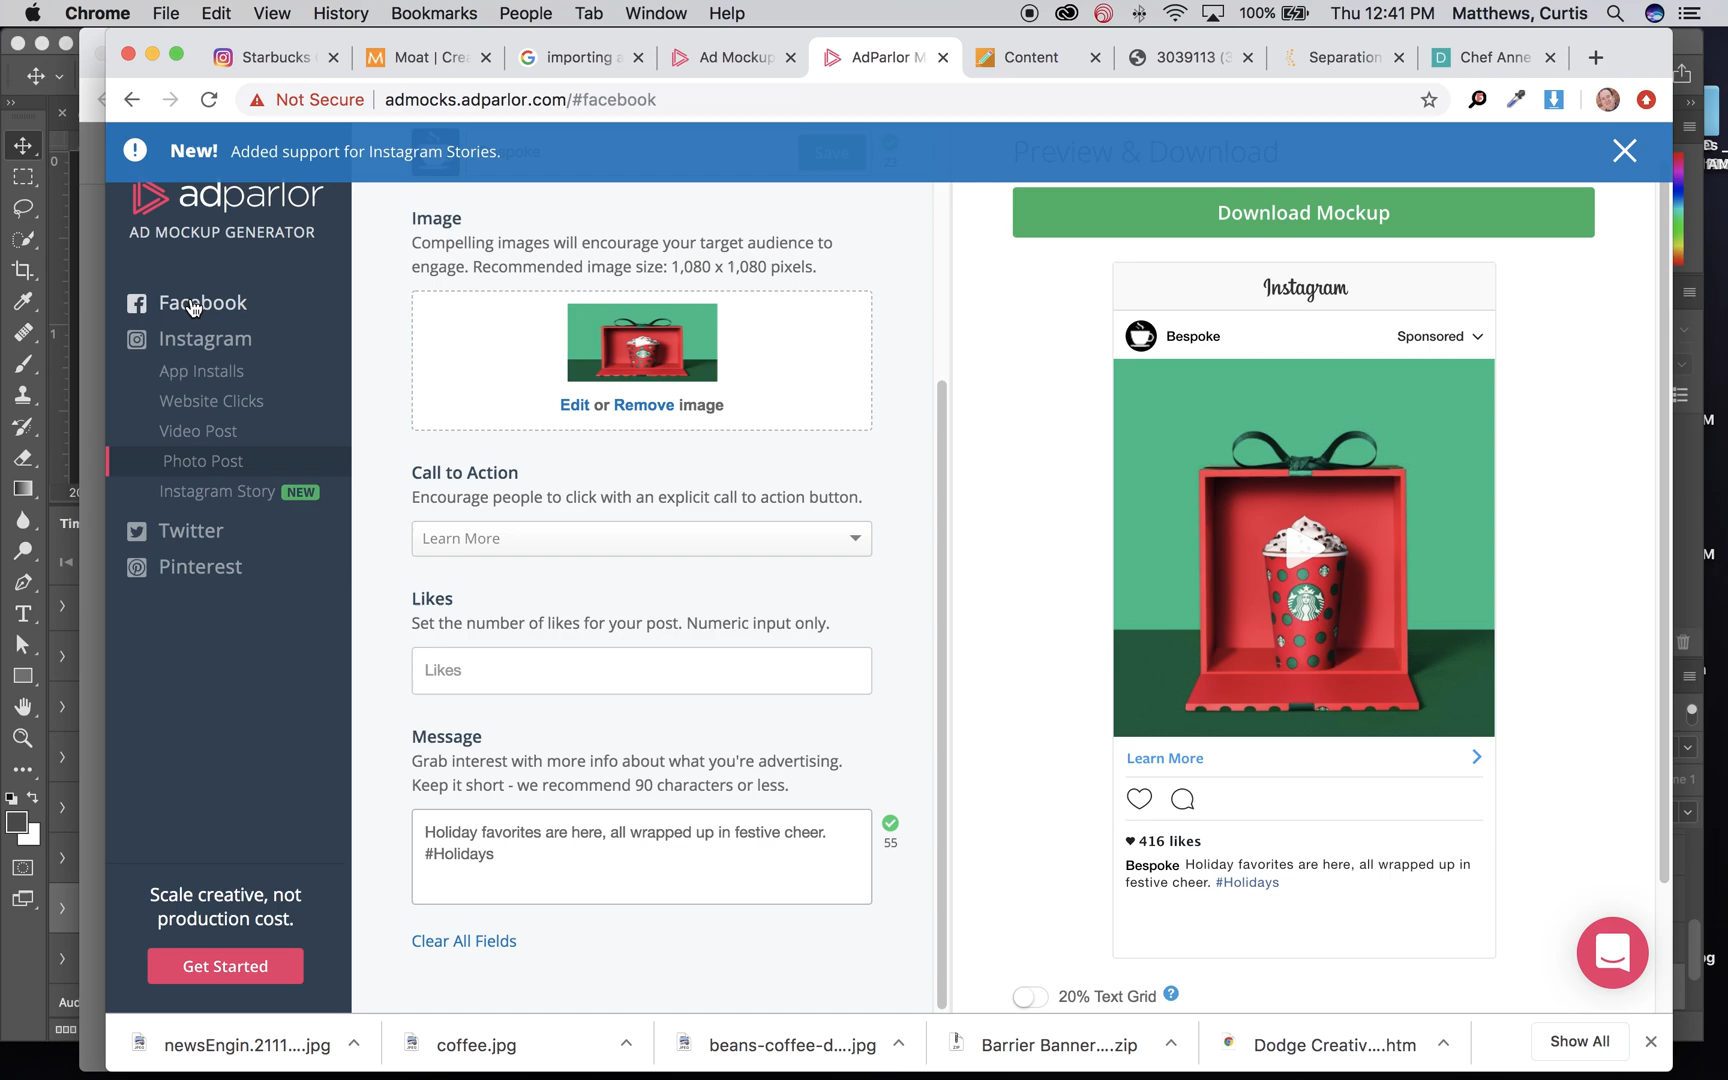 Chrome File Edit View History Bookmarks People Tab Window Help
100% Thu 12:41 PM Matthews, Curtis
Starbucks
Moat | Crea
importing a
Ad Mockup
AdParlor M
Content
3039113 (3
Separation
Chef Anne
Not Secure admocks.adparlor.com/#facebook
New! Added support for Instagram Stories.
Save
Preview & Download
adparlor
AD MOCKUP GENERATOR
Facebook
Instagram
App Installs
Website Clicks
Video Post
Photo Post
Instagram Story NEW
Twitter
Pinterest
Scale creative, not
production cost.
Get Started
Image
Compelling images will encourage your target audience to
engage. Recommended image size: 1,080 x 1,080 pixels.
Edit or Remove image
Call to Action
Encourage people to click with an explicit call to action button.
Learn More
Likes
Set the number of likes for your post. Numeric input only.
Likes
Message
Grab interest with more info about what you're advertising.
Keep it short - we recommend 90 characters or less.
Holiday favorites are here, all wrapped up in festive cheer.
#Holidays
55
Clear All Fields
Download Mockup
Instagram
Bespoke Sponsored
Learn More
416 likes
Bespoke Holiday favorites are here, all wrapped up in
festive cheer. #Holidays
20% Text Grid ?
newsEngin.2111....jpg
coffee.jpg
beans-coffee-d....jpg
Barrier Banner....zip
Dodge Creativ....htm
Show All